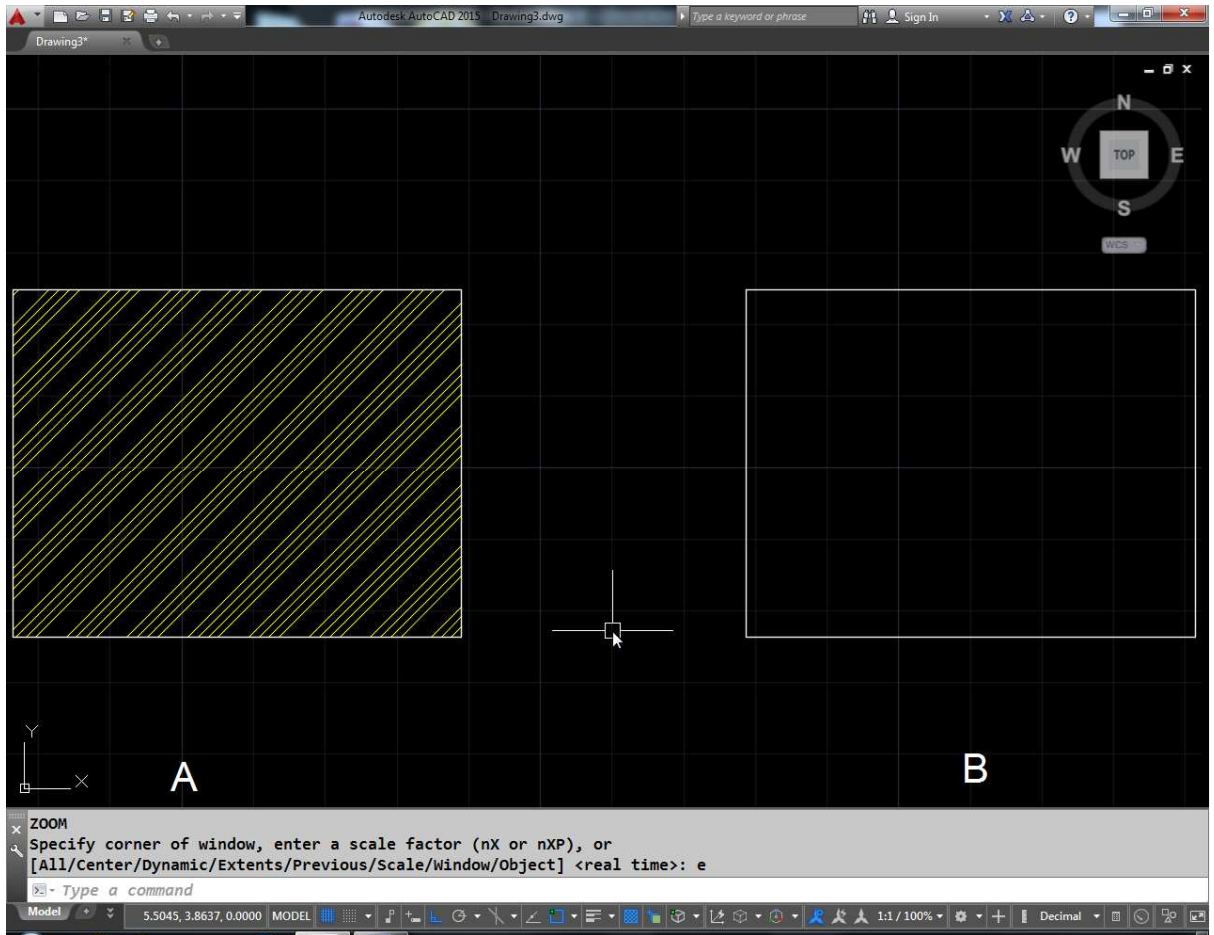 Autodesk AutoCAD 2015 Drawing3.dwg
Type a keyword or phrase
Sign In
Drawing3*
N
W
TOP
E
S
WCS
Y
X
A
B
ZOOM
Specify corner of window, enter a scale factor (nX or nXP), or
[All/Center/Dynamic/Extents/Previous/Scale/Window/Object] <real time>: e
Type a command
Model
5.5045, 3.8637, 0.0000 MODEL
1:1 / 100%
Decimal